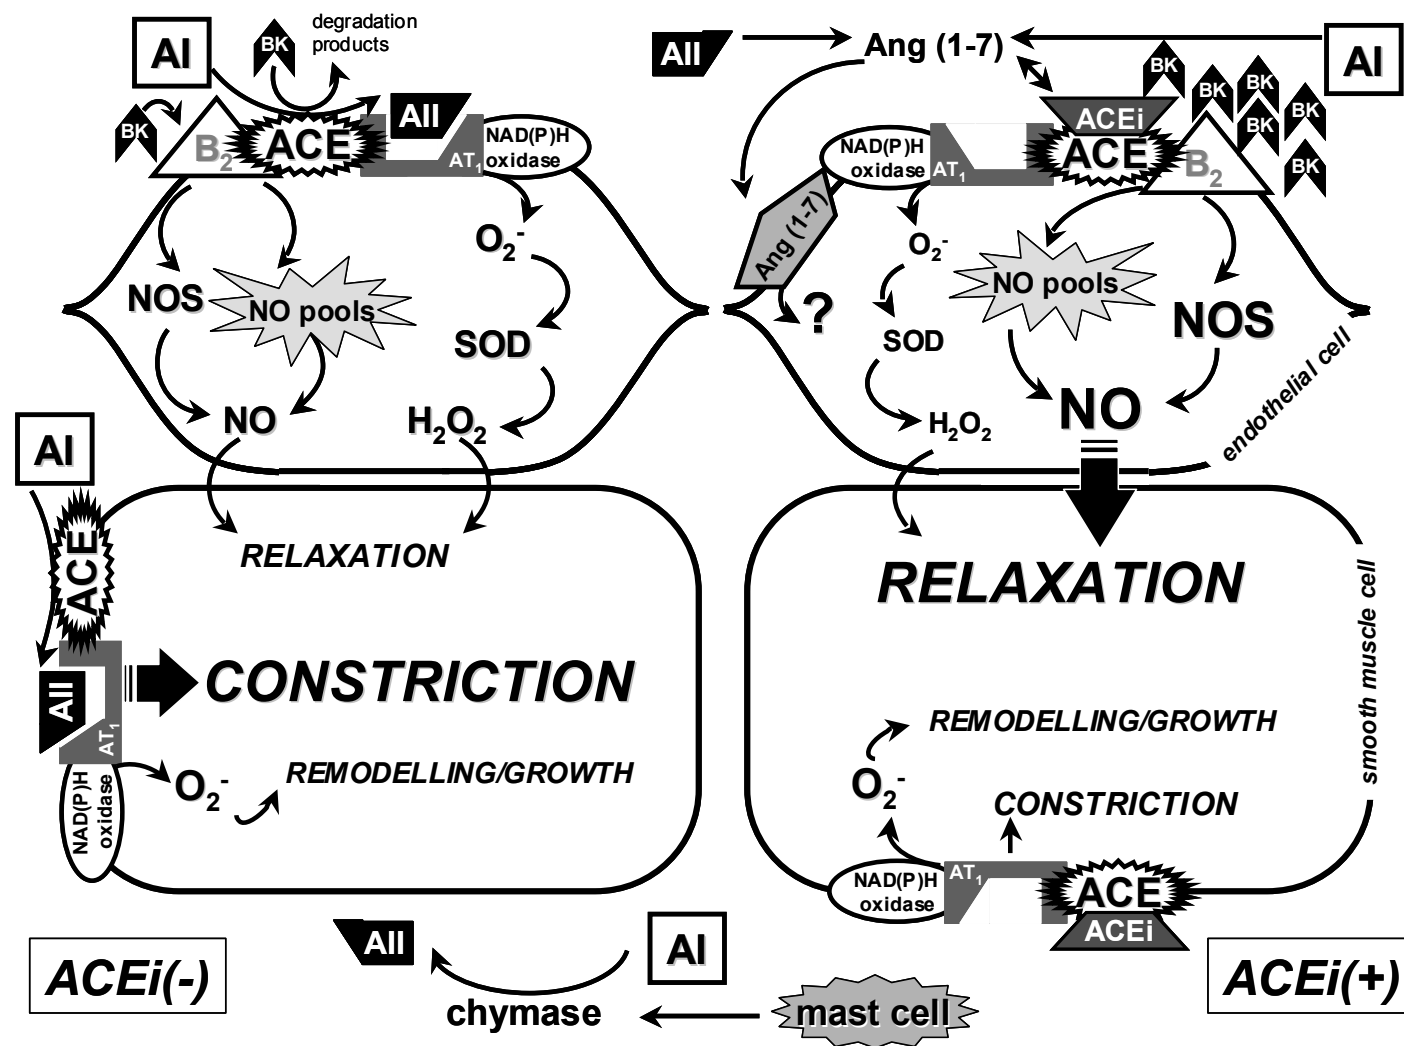 AI
BK
degradation
products
BK
B2
ACE
AII
AT1
NAD(P)H
oxidase
NOS
NO pools
NO
O2-
SOD
H2O2
AII
Ang (1-7)
AI
BK
BK
BK
BK
BK
BK
ACEi
ACE
B2
NAD(P)H
oxidase
AT1
Ang (1-7)
?
O2-
SOD
H2O2
NO pools
NOS
NO
endothelial cell
AI
ACE
AII
AT1
NAD(P)H
oxidase
RELAXATION
CONSTRICTION
O2-
REMODELLING/GROWTH
RELAXATION
REMODELLING/GROWTH
O2-
CONSTRICTION
NAD(P)H
oxidase
AT1
ACE
ACEi
smooth muscle cell
ACEi(-)
AII
AI
chymase
mast cell
ACEi(+)